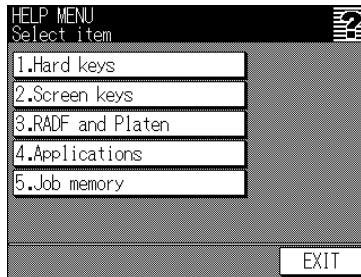 HELP MENU
Select item
1.Hard keys
2.Screen keys
3.RADF and Platen
4.Applications
5.Job memory
EXIT